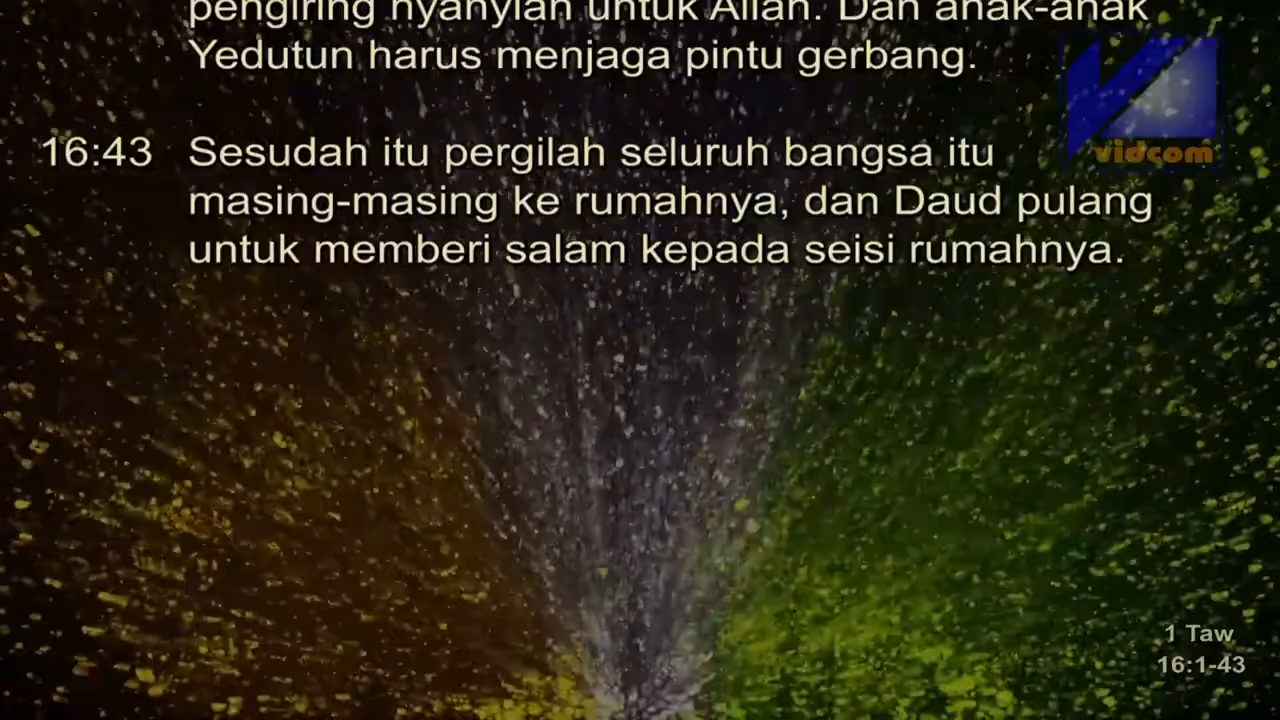 pengiring nyanyian untuk Allah. Dan anak-anak
Yedutun harus menjaga pintu gerbang.
16:43 Sesudah itu pergilah seluruh bangsa itu
masing-masing ke rumahnya, dan Daud pulang
untuk memberi salam kepada seisi rumahnya.
vidcom
1 Taw
16:1-43